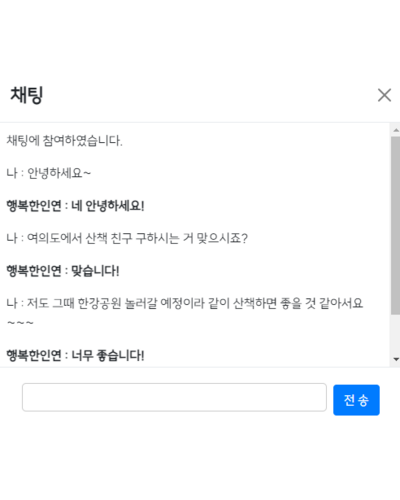 채팅
채팅에 참여하였습니다.
나 : 안녕하세요~
행복한인연 : 네 안녕하세요!
나 : 여의도에서 산책 친구 구하시는 거 맞으시죠?
행복한인연 : 맞습니다!
나 : 저도 그때 한강공원 놀러갈 예정이라 같이 산책하면 좋을 것 같아서요
~~~
행복한인연 : 너무 좋습니다!
전송